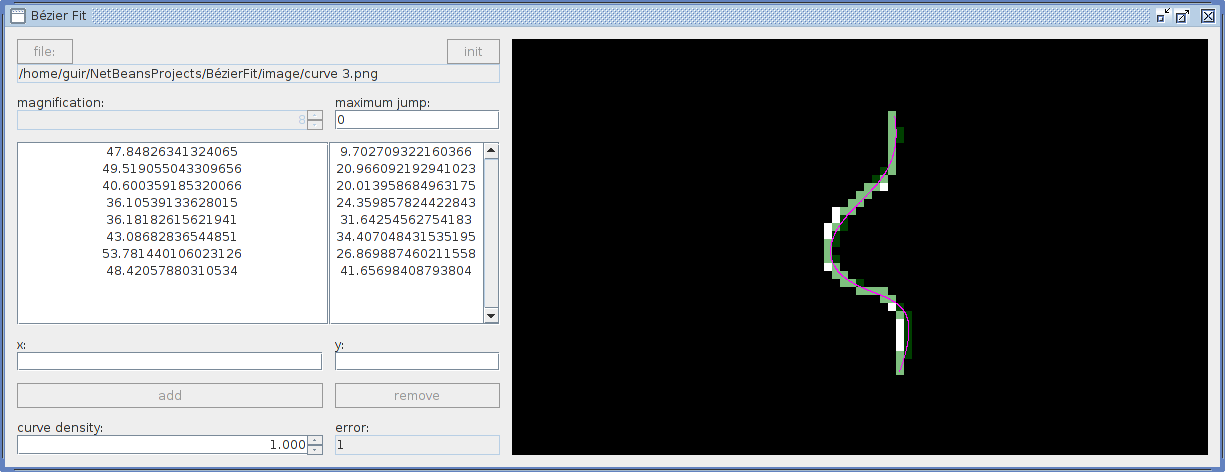 Bézier Fit
file: init
/home/guir/NetBeansProjects/BézierFit/image/curve 3.png
magnification: maximum jump:
8 0
47.84826341324065 9.702709322160366
49.519055043309656 20.966092192941023
40.600359185320066 20.013958684963175
36.10539133628015 24.359857824422843
36.18182615621941 31.64254562754183
43.08682836544851 34.407048431535195
53.781440106023126 26.869887460211558
48.42057880310534 41.65698408793804
x: y:
add remove
curve density: error:
1.000 1